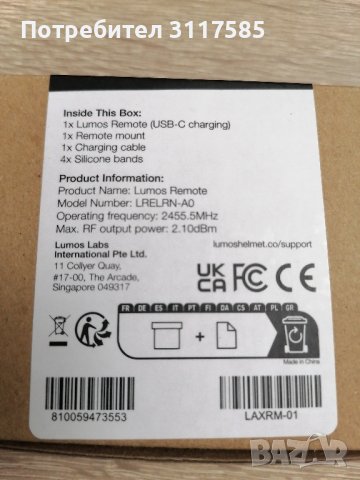 Потребител 3117585
Inside This Box:
1x Lumos Remote (USB-C charging)
1x Remote mount
1x Charging cable
4x Silicone bands
Product Information:
Product Name: Lumos Remote
Model Number: LRELRN-A0
Operating frequency: 2455.5MHz
Max. RF output power: 2.10dBm
Lumos Labs
International Pte Ltd.
11 Collyer Quay,
#17-00, The Arcade,
Singapore 049317
lumoshelmet.co/support
UK
CA
FC
CE
FR DE ES IT PT FI DA CS AT PL GR
+
Made in China
810059473553
LAXRM-01
BAZAR